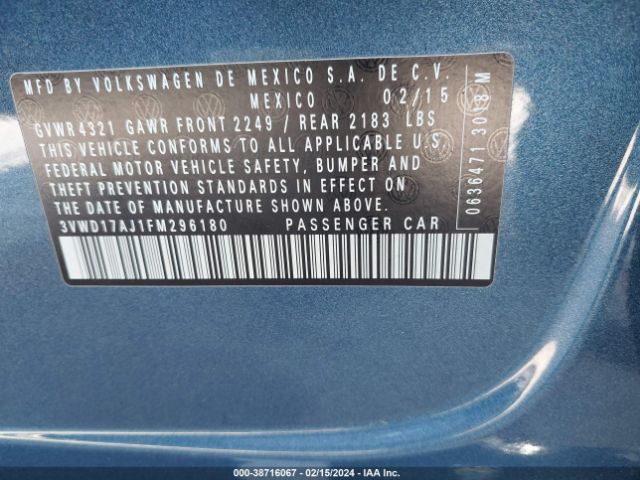 MFD BY VOLKSWAGEN DE MEXICO S.A. DE C.V.
MEXICO 02/15
GVWR 4321 GAWR FRONT 2249 / REAR 2183 LBS
THIS VEHICLE CONFORMS TO ALL APPLICABLE U.S.
FEDERAL MOTOR VEHICLE SAFETY, BUMPER AND
THEFT PREVENTION STANDARDS IN EFFECT ON
THE DATE OF MANUFACTURE SHOWN ABOVE.
3VWD17AJ1FM296180 PASSENGER CAR
0636471 3018 M
000-38716067 - 02/15/2024 - IAA Inc.